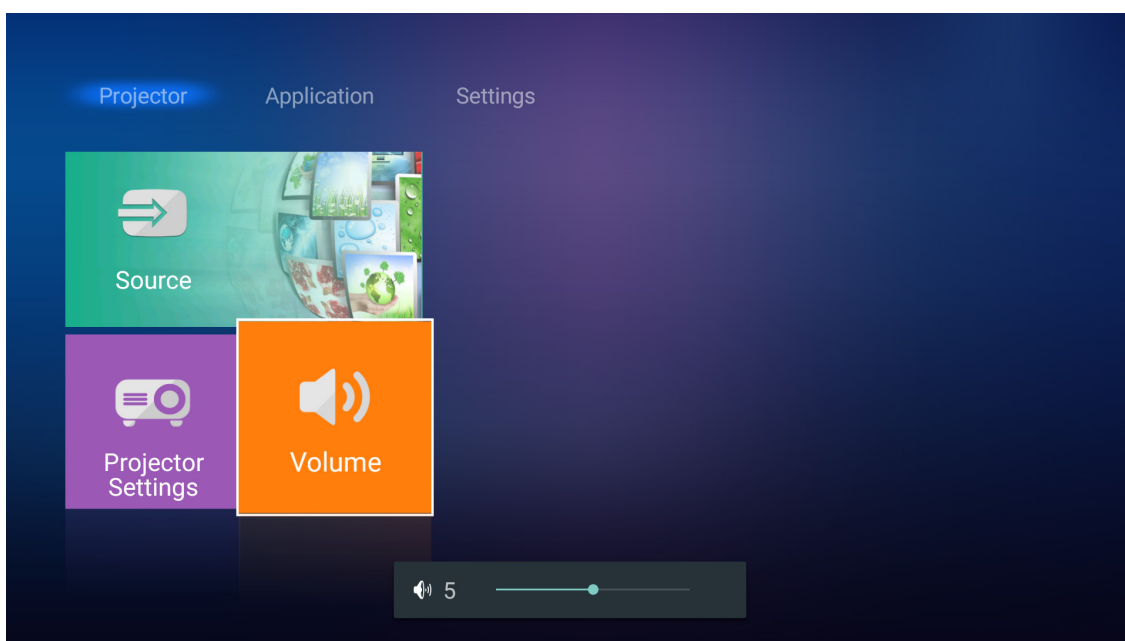 Projector Application Settings
Source
Projector
Settings
Volume
5